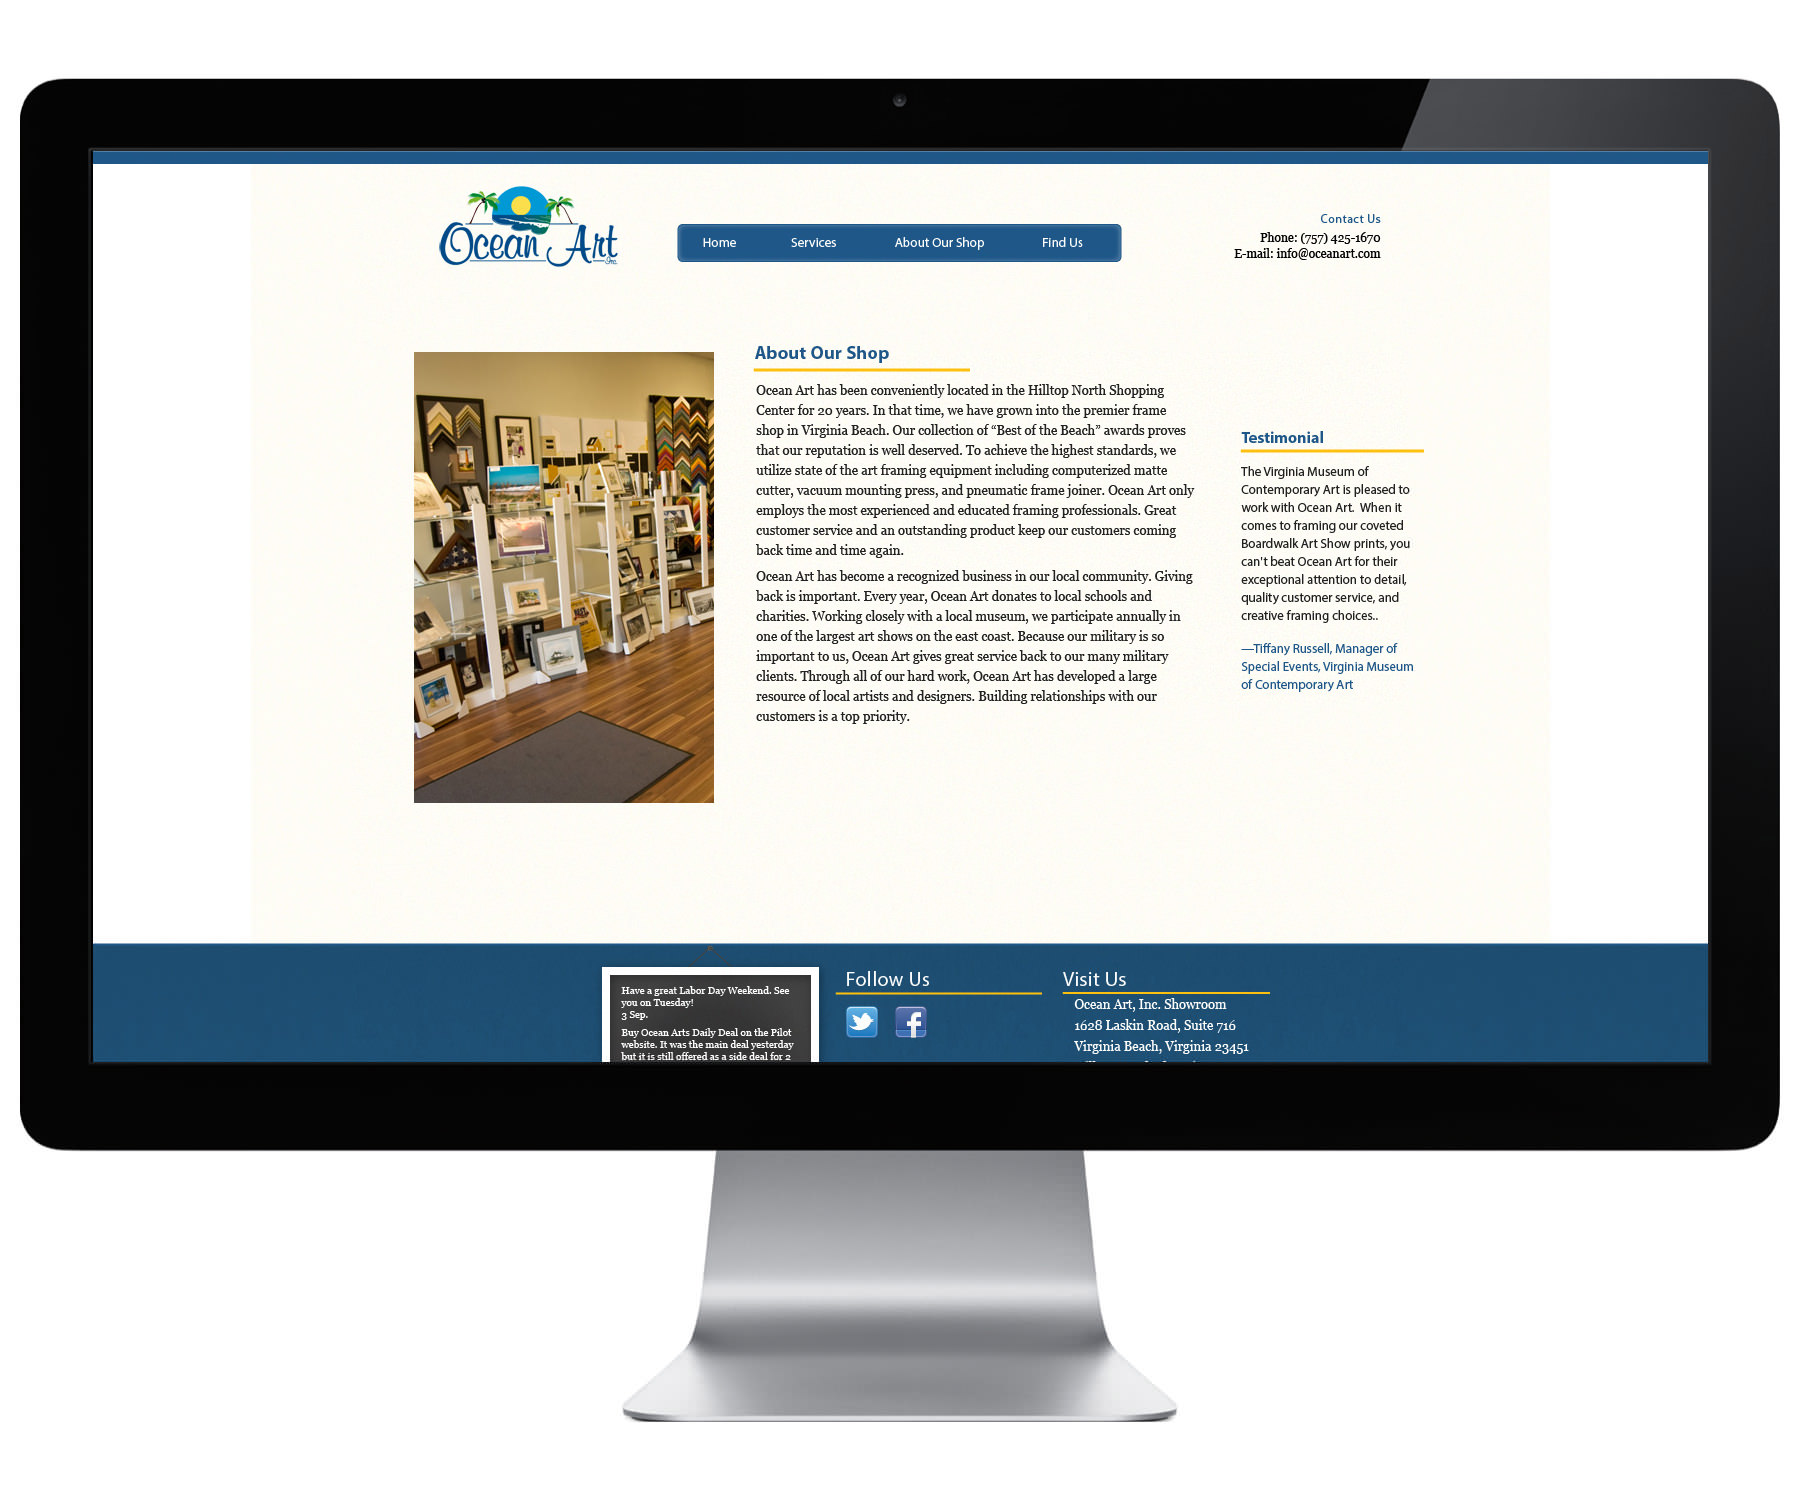 Ocean Art
Inc.
Home Services About Our Shop Find Us
Contact Us
Phone: (757) 425-1670
E-mail: info@oceanart.com
About Our Shop
Ocean Art has been conveniently located in the Hilltop North Shopping
Center for 20 years. In that time, we have grown into the premier frame
shop in Virginia Beach. Our collection of “Best of the Beach” awards proves
that our reputation is well deserved. To achieve the highest standards, we
utilize state of the art framing equipment including computerized matte
cutter, vacuum mounting press, and pneumatic frame joiner. Ocean Art only
employs the most experienced and educated framing professionals. Great
customer service and an outstanding product keep our customers coming
back time and time again.
Ocean Art has become a recognized business in our local community. Giving
back is important. Every year, Ocean Art donates to local schools and
charities. Working closely with a local museum, we participate annually in
one of the largest art shows on the east coast. Because our military is so
important to us, Ocean Art gives great service back to our many military
clients. Through all of our hard work, Ocean Art has developed a large
resource of local artists and designers. Building relationships with our
customers is a top priority.
Testimonial
The Virginia Museum of
Contemporary Art is pleased to
work with Ocean Art.  When it
comes to framing our coveted
Boardwalk Art Show prints, you
can't beat Ocean Art for their
exceptional attention to detail,
quality customer service, and
creative framing choices..
—Tiffany Russell, Manager of
Special Events, Virginia Museum
of Contemporary Art
Have a great Labor Day Weekend. See
you on Tuesday!
3 Sep.
Buy Ocean Arts Daily Deal on the Pilot
website. It was the main deal yesterday
but it is still offered as a side deal for 2
Follow Us
Visit Us
Ocean Art, Inc. Showroom
1628 Laskin Road, Suite 716
Virginia Beach, Virginia 23451